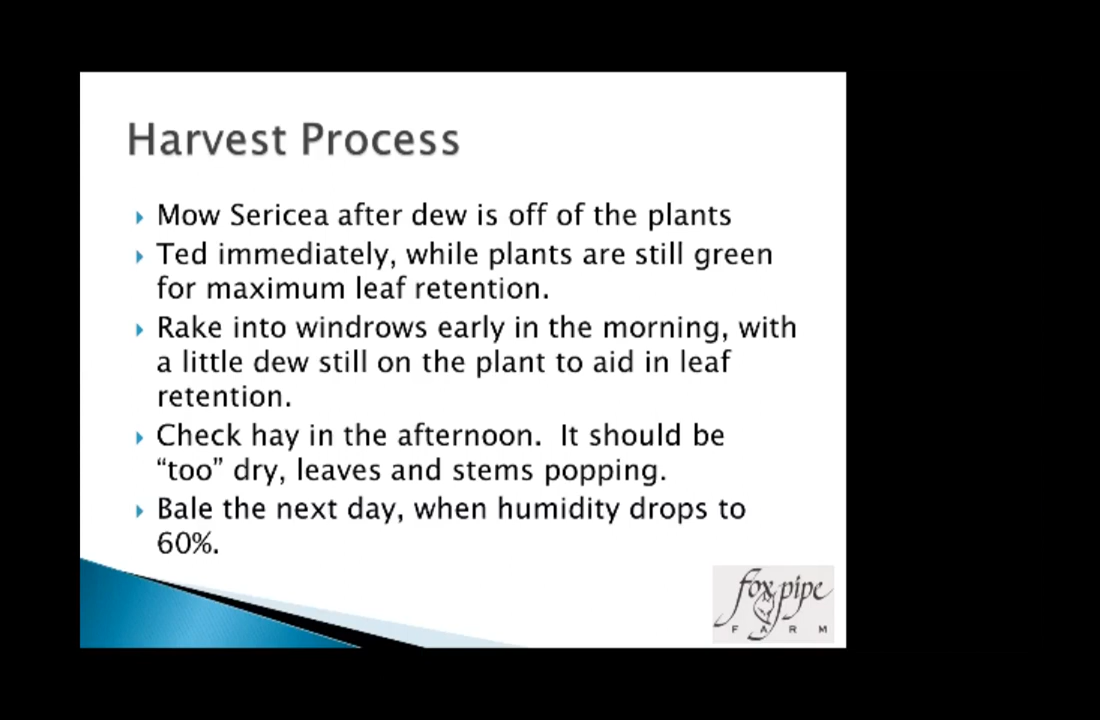 Harvest Process
Mow Sericea after dew is off of the plants
Ted immediately, while plants are still green
for maximum leaf retention.
Rake into windrows early in the morning, with
a little dew still on the plant to aid in leaf
retention.
Check hay in the afternoon.  It should be
“too” dry, leaves and stems popping.
Bale the next day, when humidity drops to
60%.
fox pipe
FARM